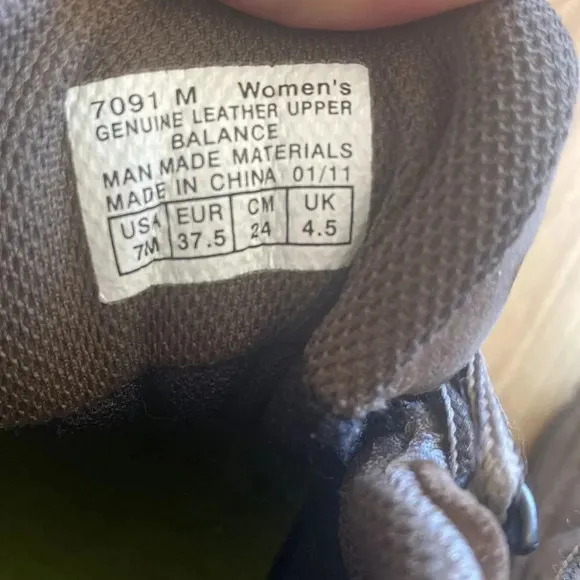 7091 M Women's
GENUINE LEATHER UPPER
BALANCE
MAN MADE MATERIALS
MADE IN CHINA 01/11
USA EUR CM UK
7M 37.5 24 4.5